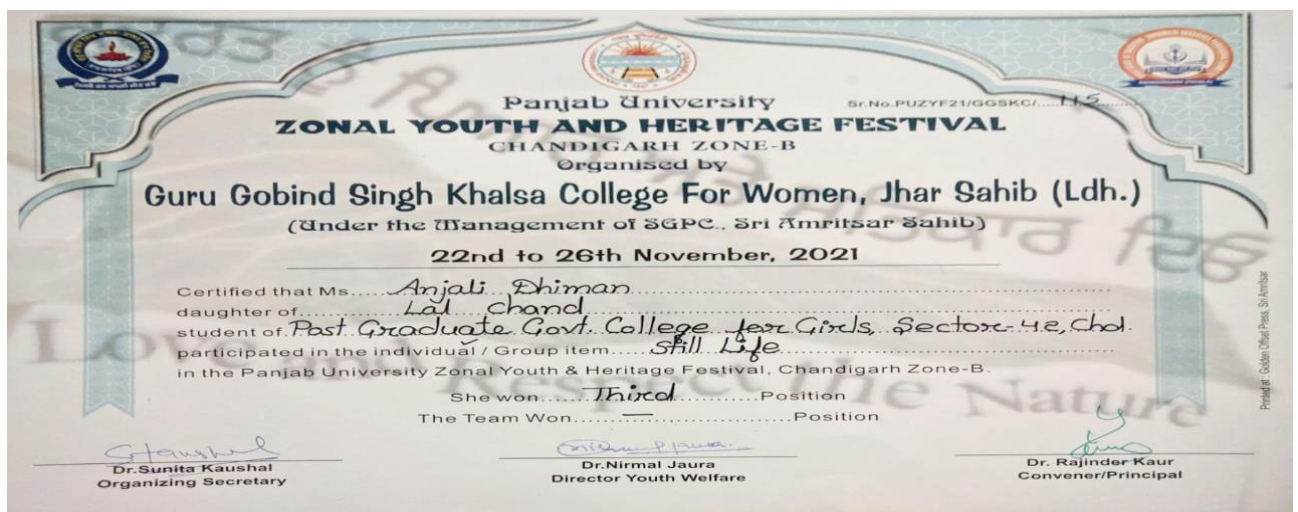 Panjab University
Sr.No.PUZYF21/GGSKC/.....115.....
ZONAL YOUTH AND HERITAGE FESTIVAL
CHANDIGARH ZONE-B
Organised by
Guru Gobind Singh Khalsa College For Women, Jhar Sahib (Ldh.)
(Under the Management of SGPC., Sri Amritsar Sahib)
22nd to 26th November, 2021
Certified that Ms.....Anjali Dhiman
daughter of.........Lal Chand
student of.Post Graduate Govt. College for Girls, Sector-42, Chd.
participated in the individual / Group item.....Still Life
in the Panjab University Zonal Youth & Heritage Festival, Chandigarh Zone-B.
She won.......Third..........Position
The Team Won.......—..............Position
Dr.Sunita Kaushal
Organizing Secretary
Dr.Nirmal Jaura
Director Youth Welfare
Dr. Rajinder Kaur
Convener/Principal
Printed at : Golden Offset Press, Sri Amritsar
Respect the Nature